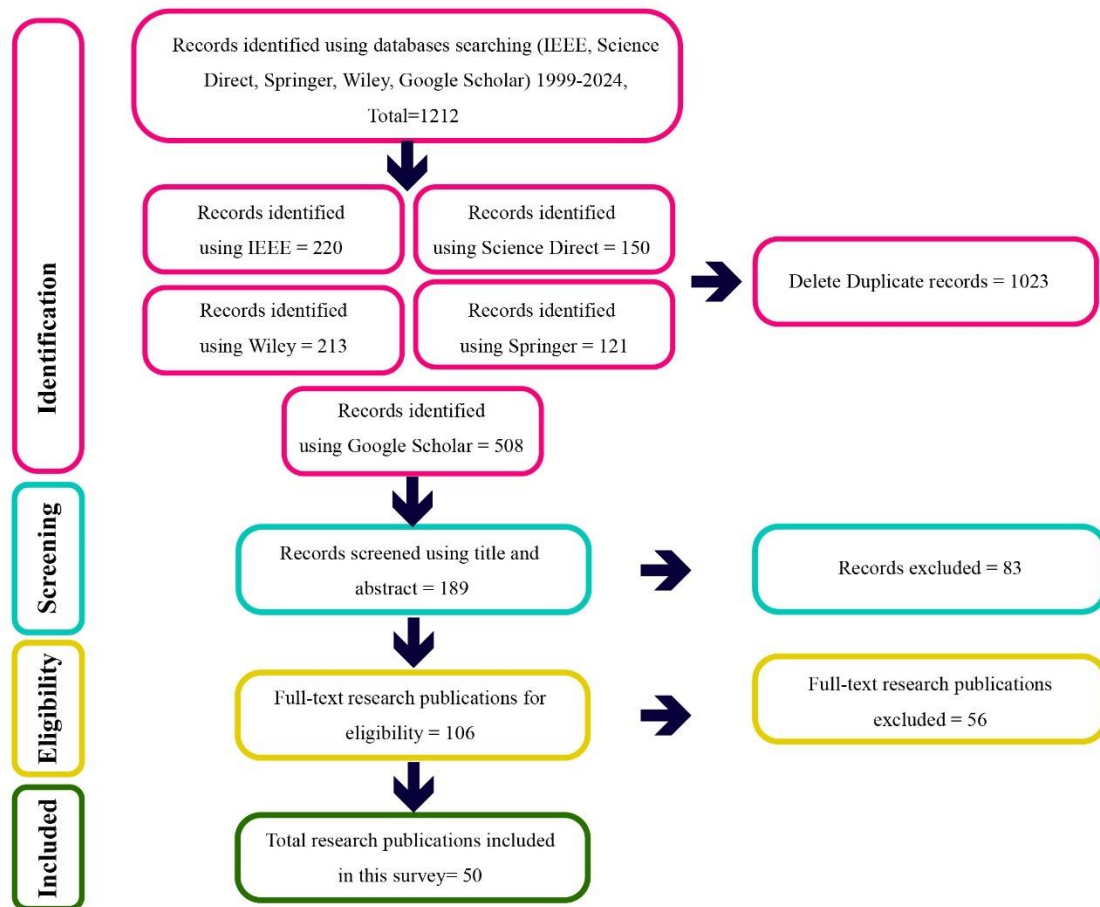 Identification
Records identified using databases searching (IEEE, Science
Direct, Springer, Wiley, Google Scholar) 1999-2024,
Total=1212
Records identified
using IEEE = 220
Records identified
using Science Direct = 150
Records identified
using Wiley = 213
Records identified
using Springer = 121
Delete Duplicate records = 1023
Records identified
using Google Scholar = 508
Screening
Records screened using title and
abstract = 189
Records excluded = 83
Eligibility
Full-text research publications for
eligibility = 106
Full-text research publications
excluded = 56
Included
Total research publications included
in this survey= 50